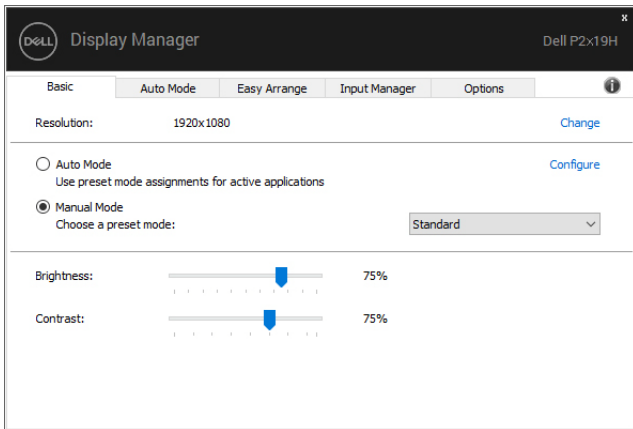 x
DELL Display Manager Dell P2x19H
Basic Auto Mode Easy Arrange Input Manager Options i
Resolution: 1920x1080 Change
Auto Mode Configure
Use preset mode assignments for active applications
Manual Mode
Choose a preset mode: Standard
Brightness: 75%
Contrast: 75%